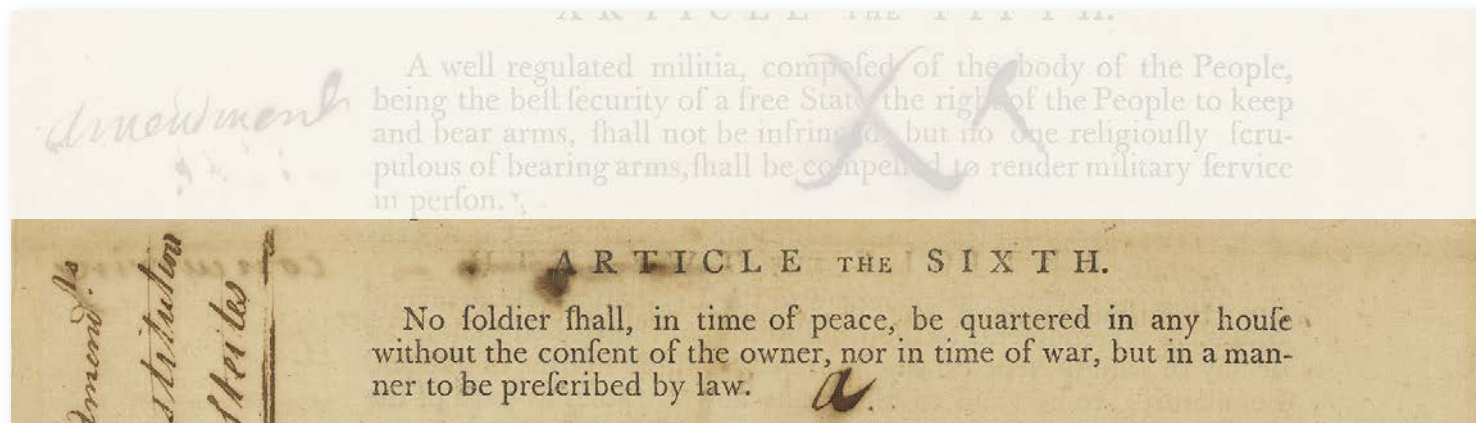 ARTICLE THE FIFTH.
A well regulated militia, compoſed of the body of the People,
being the beſt ſecurity of a free State, the right of the People to keep
and bear arms, ſhall not be infringed, but no one religiouſly ſcru-
pulous of bearing arms, ſhall be compelled to render military ſervice
in perſon.
amendment
ARTICLE THE SIXTH.
No ſoldier ſhall, in time of peace, be quartered in any houſe
without the conſent of the owner, nor in time of war, but in a man-
ner to be preſcribed by law.
a